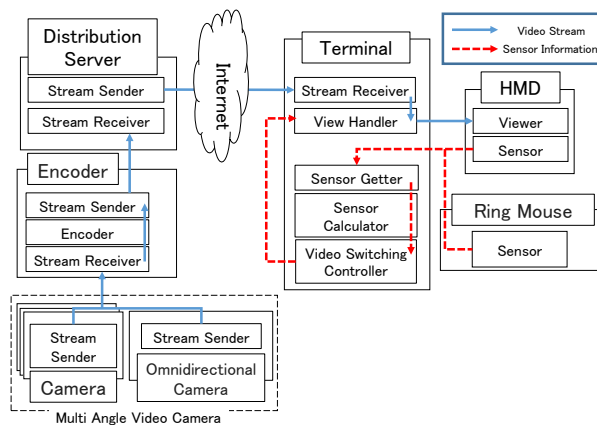 Distribution
Server
Stream Sender
Stream Receiver
Encoder
Stream Sender
Encoder
Stream Receiver
Stream
Sender
Camera
Stream Sender
Omnidirectional
Camera
Multi Angle Video Camera
Internet
Terminal
Stream Receiver
View Handler
Sensor Getter
Sensor
Calculator
Video Switching
Controller
Video Stream
Sensor Information
HMD
Viewer
Sensor
Ring Mouse
Sensor